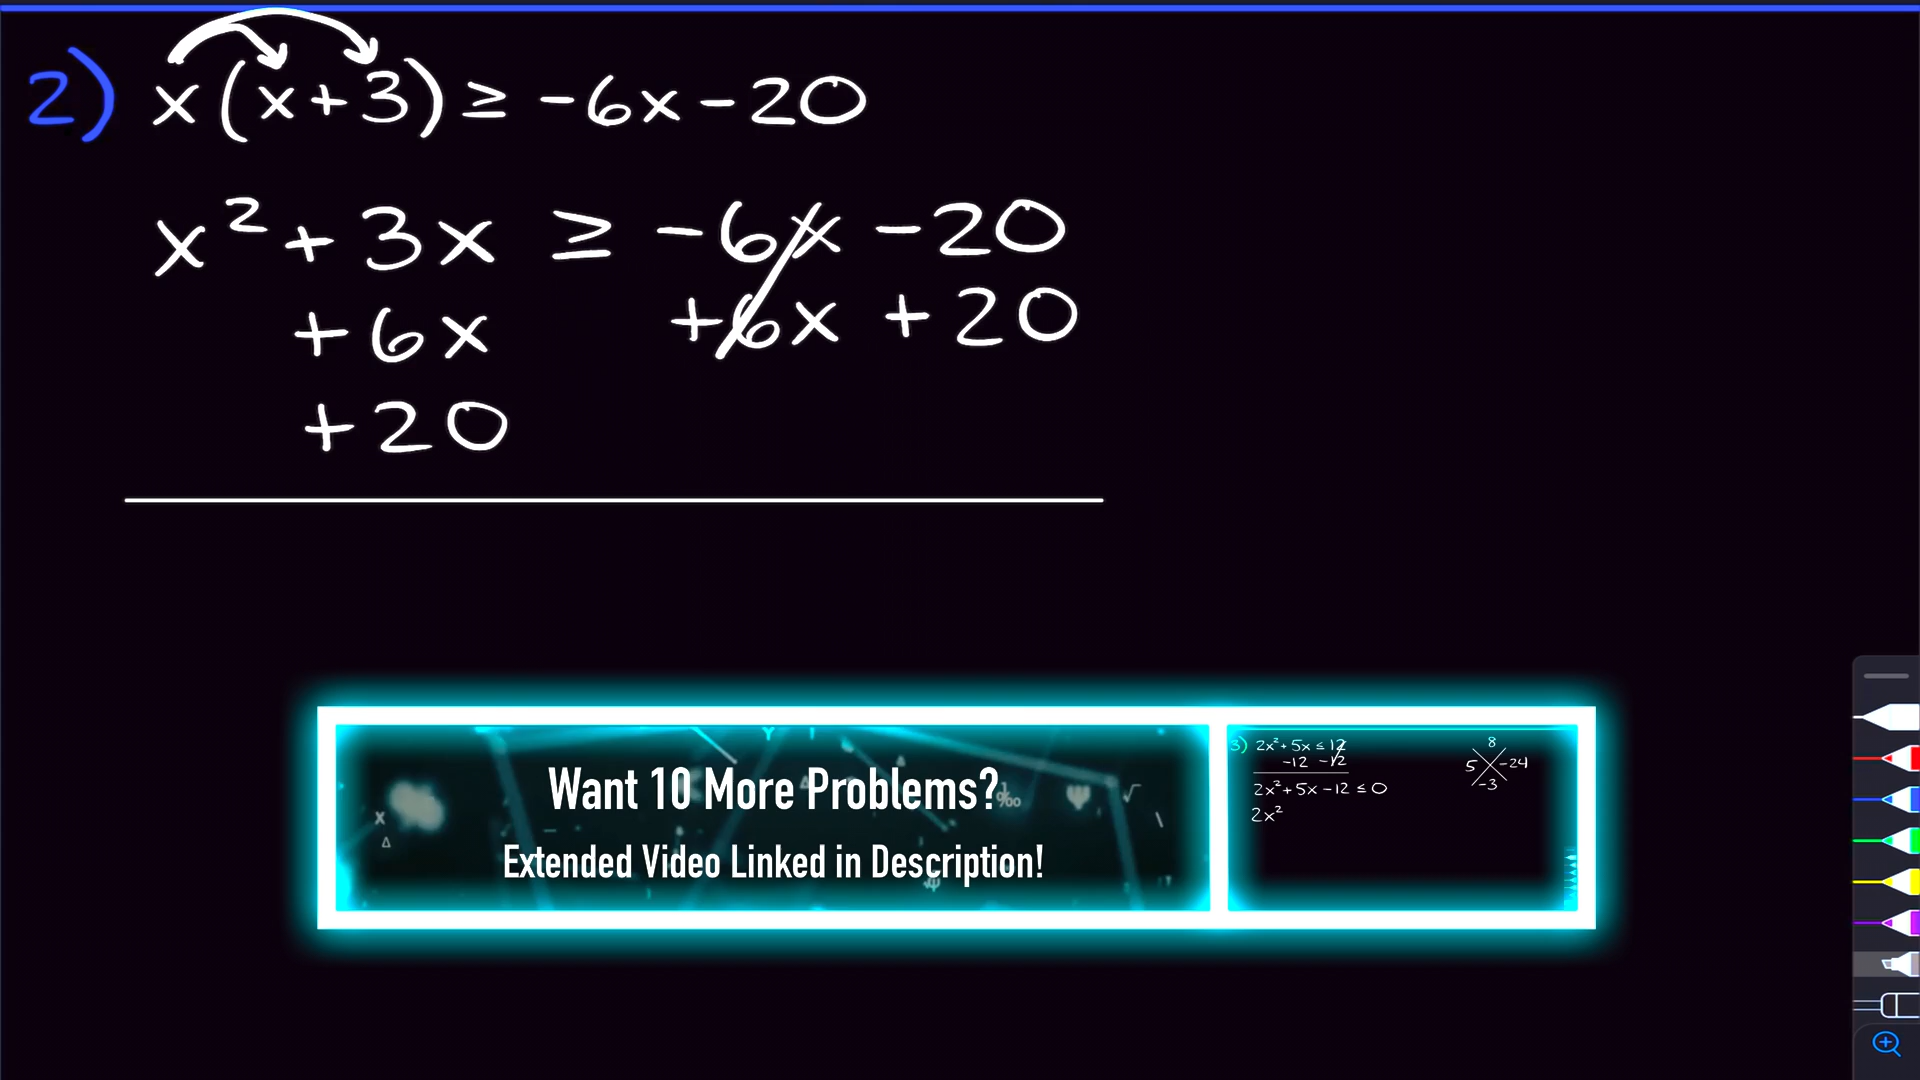 2) x(x+3) ≥ -6x-20
x² + 3x ≥ -6x - 20
+ 6x +6x + 20
+ 20
Want 10 More Problems?
Extended Video Linked in Description!
3) 2x² + 5x ≤ 12
-12 -12
2x² + 5x - 12 ≤ 0
2x²
8
5 -24
-3